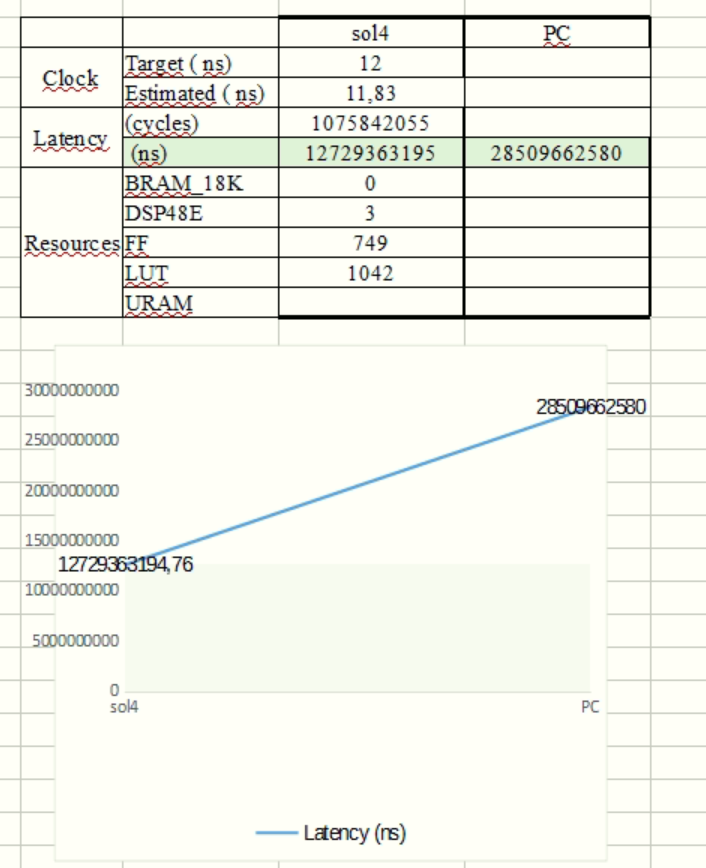 sol4 PC
Clock
Target ( ns) 12
Estimated ( ns) 11,83
Latency
(cycles) 1075842055
(ns) 12729363195 28509662580
Resources
BRAM_18K 0
DSP48E 3
FF 749
LUT 1042
URAM
30000000000
28509662580
25000000000
20000000000
15000000000
12729363194,76
10000000000
5000000000
0
sol4 PC
Latency (ns)